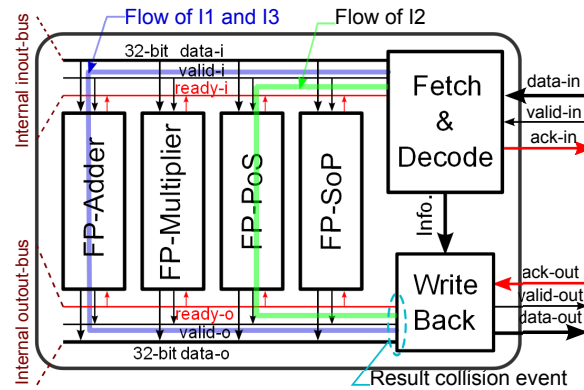 Flow of I1 and I3
Flow of I2
Internal inout-bus
32-bit data-i
valid-i
ready-i
Fetch
&
Decode
data-in
valid-in
ack-in
FP-Adder
FP-Multiplier
FP-PoS
FP-SoP
Info.
Internal outout-bus
ready-o
valid-o
32-bit data-o
Write
Back
ack-out
valid-out
data-out
Result collision event